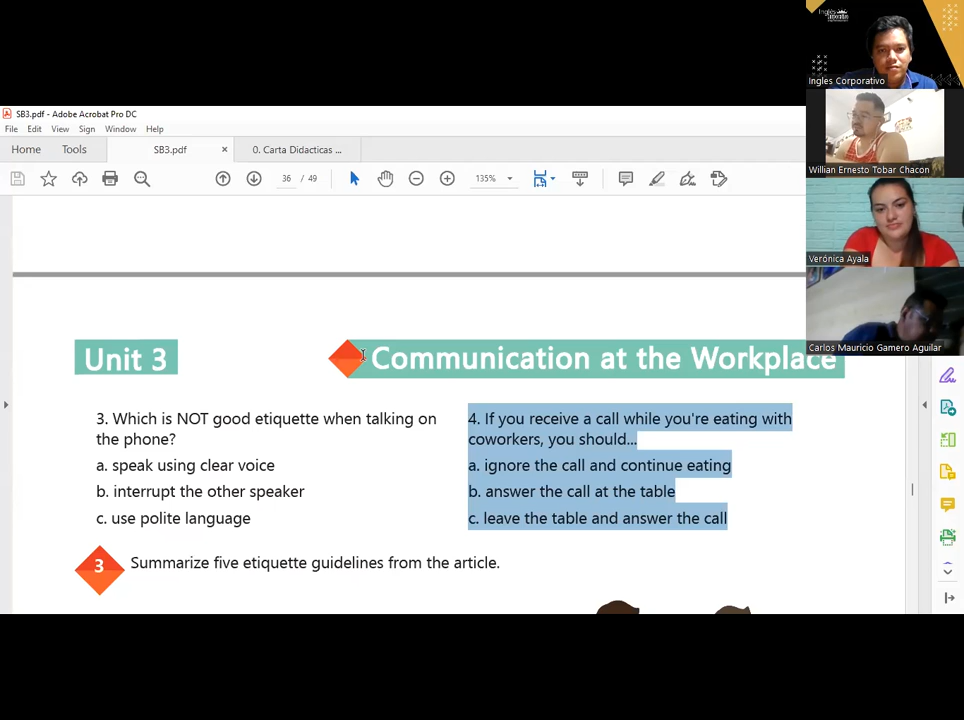 Inglés
Corporativo
Ingles Corporativo
SB3.pdf - Adobe Acrobat Pro DC
File Edit View Sign Window Help
Willian Ernesto Tobar Chacon
Home Tools SB3.pdf × 0. Carta Didacticas ...
36 / 49 135%
Verónica Ayala
Carlos Mauricio Gamero Aguilar
Unit 3 Communication at the Workplace
3. Which is NOT good etiquette when talking on
the phone?
a. speak using clear voice
b. interrupt the other speaker
c. use polite language
4. If you receive a call while you're eating with
coworkers, you should...
a. ignore the call and continue eating
b. answer the call at the table
c. leave the table and answer the call
3 Summarize five etiquette guidelines from the article.